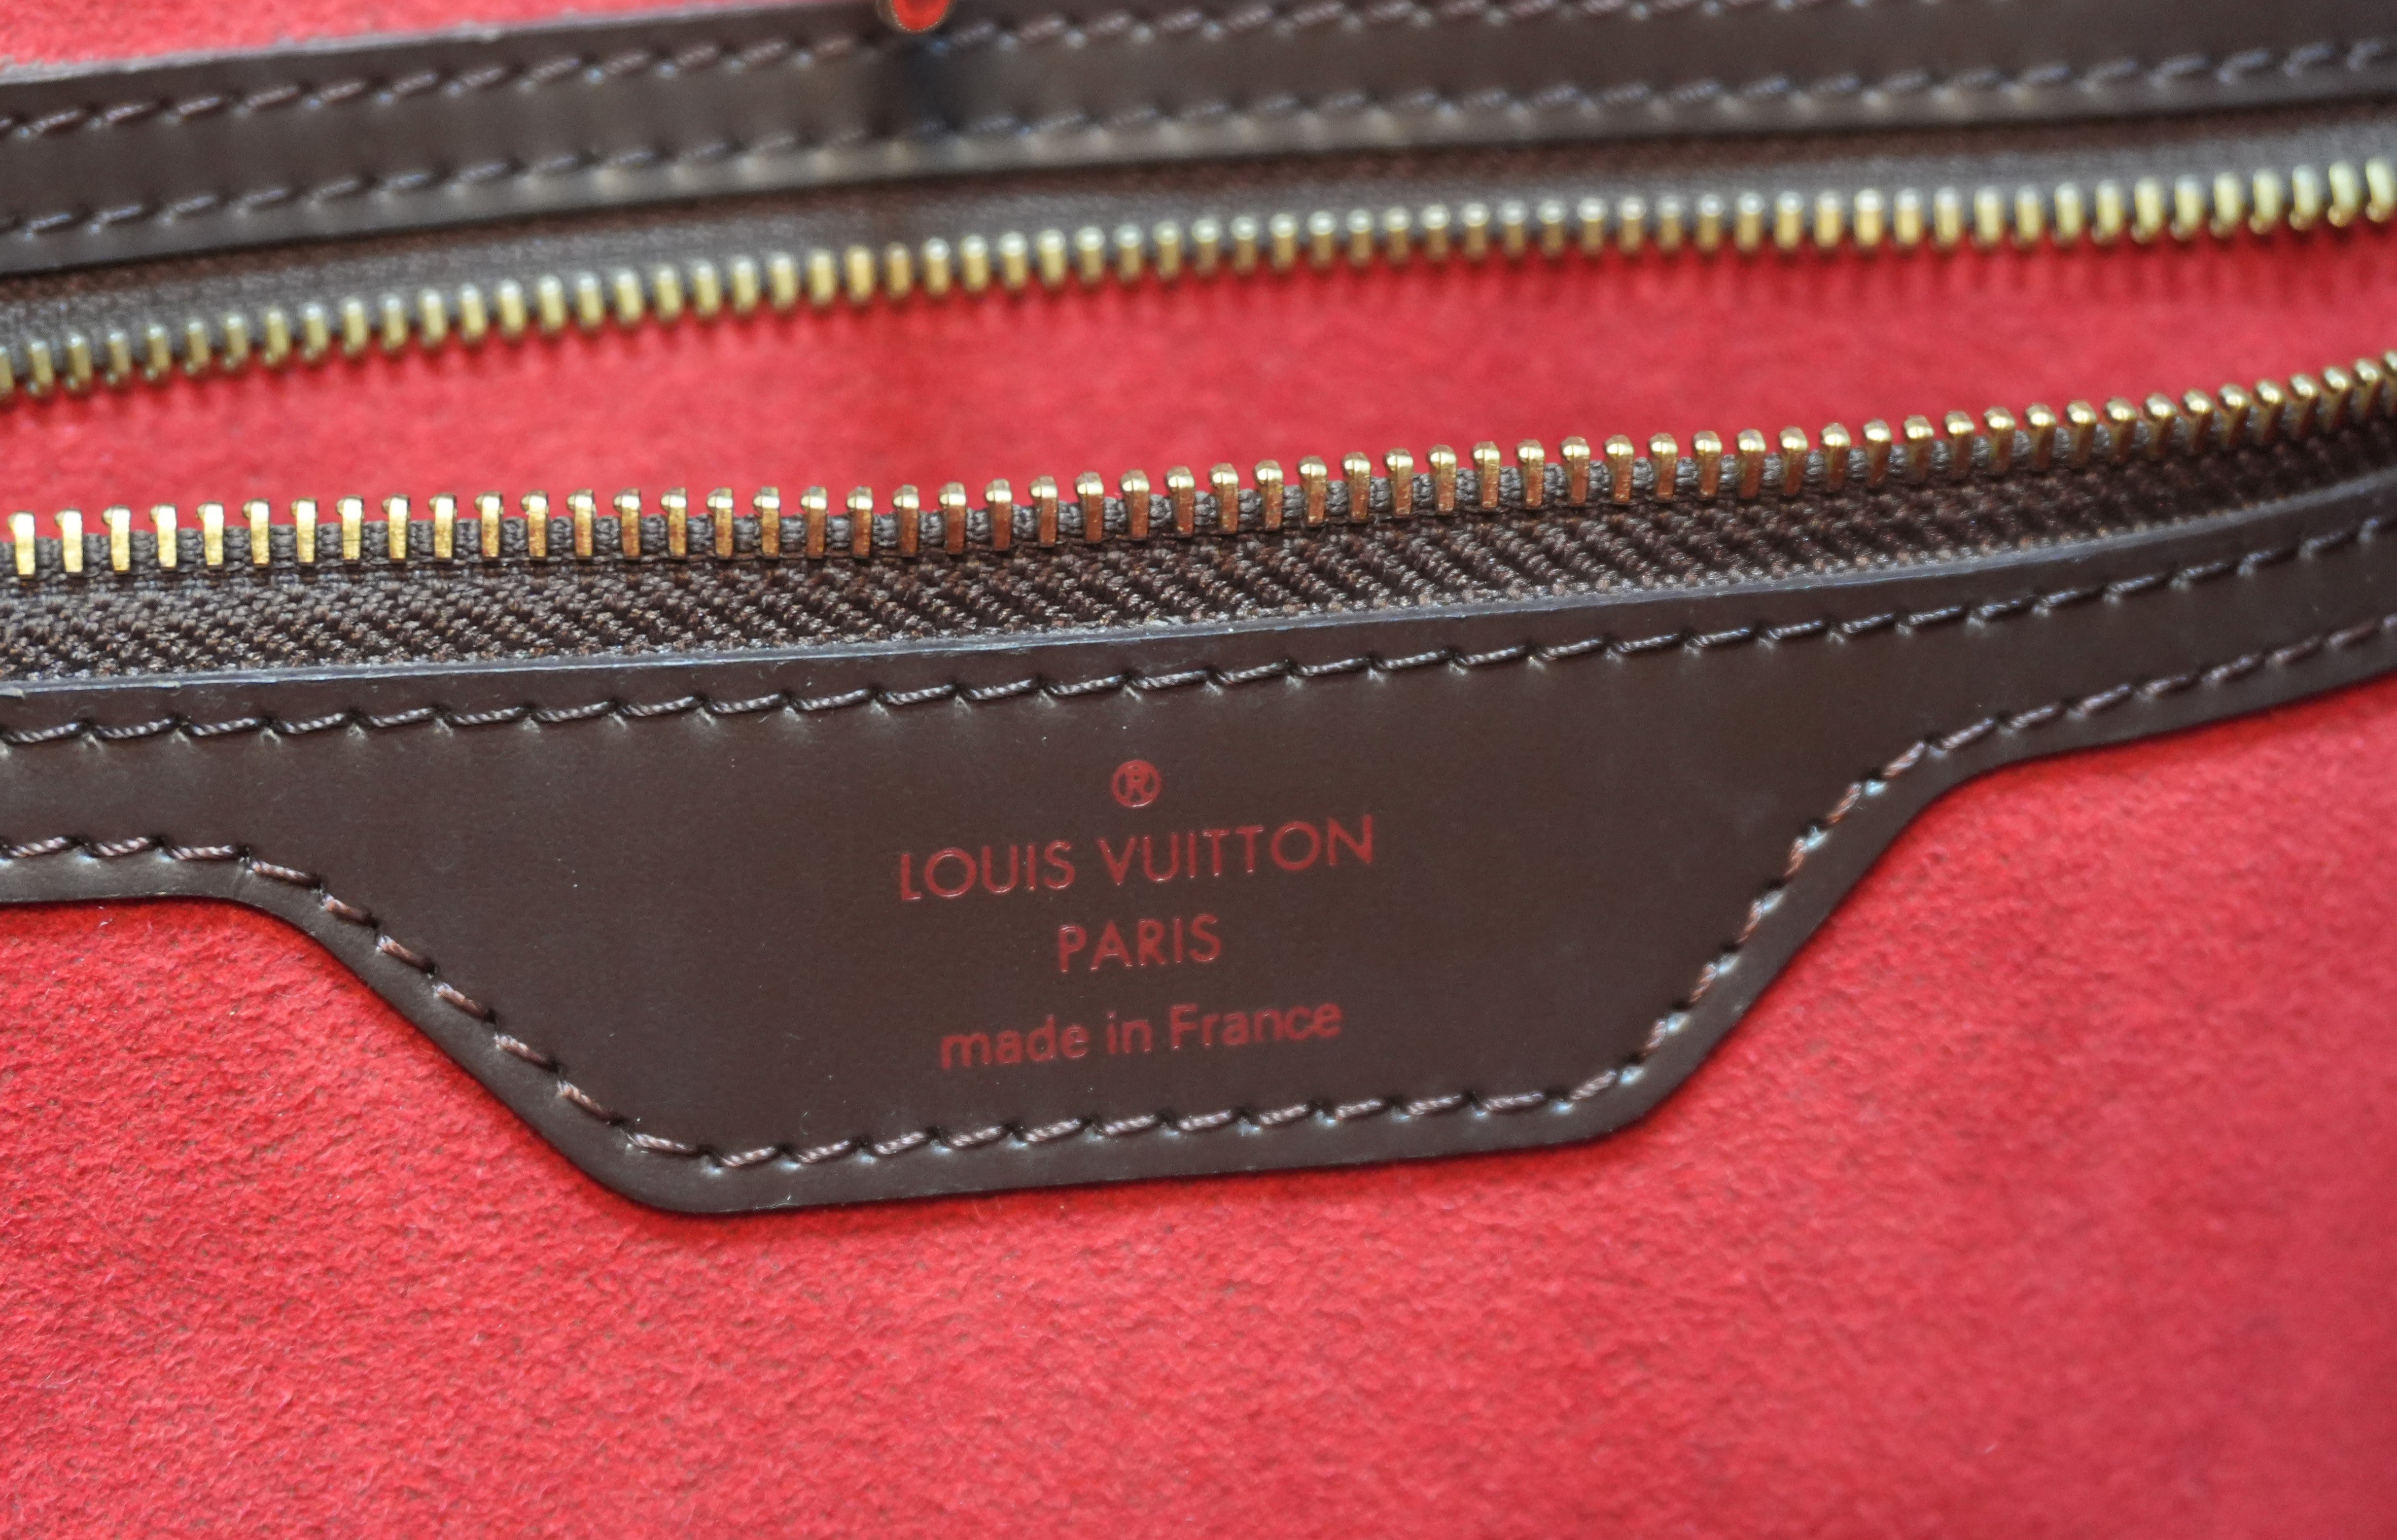 ®
LOUIS VUITTON
PARIS
made in France